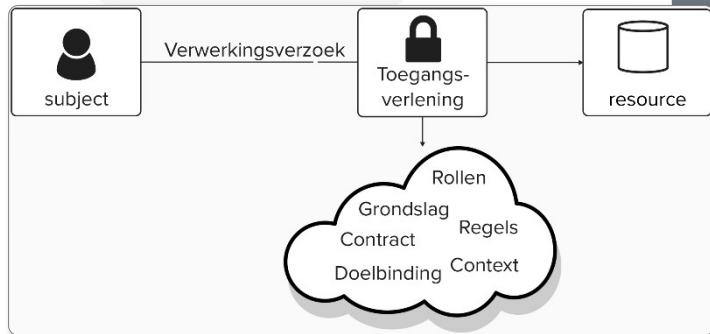 Verwerkingsverzoek
subject
Toegangs-
verlening
resource
Rollen
Grondslag
Regels
Contract
Context
Doelbinding